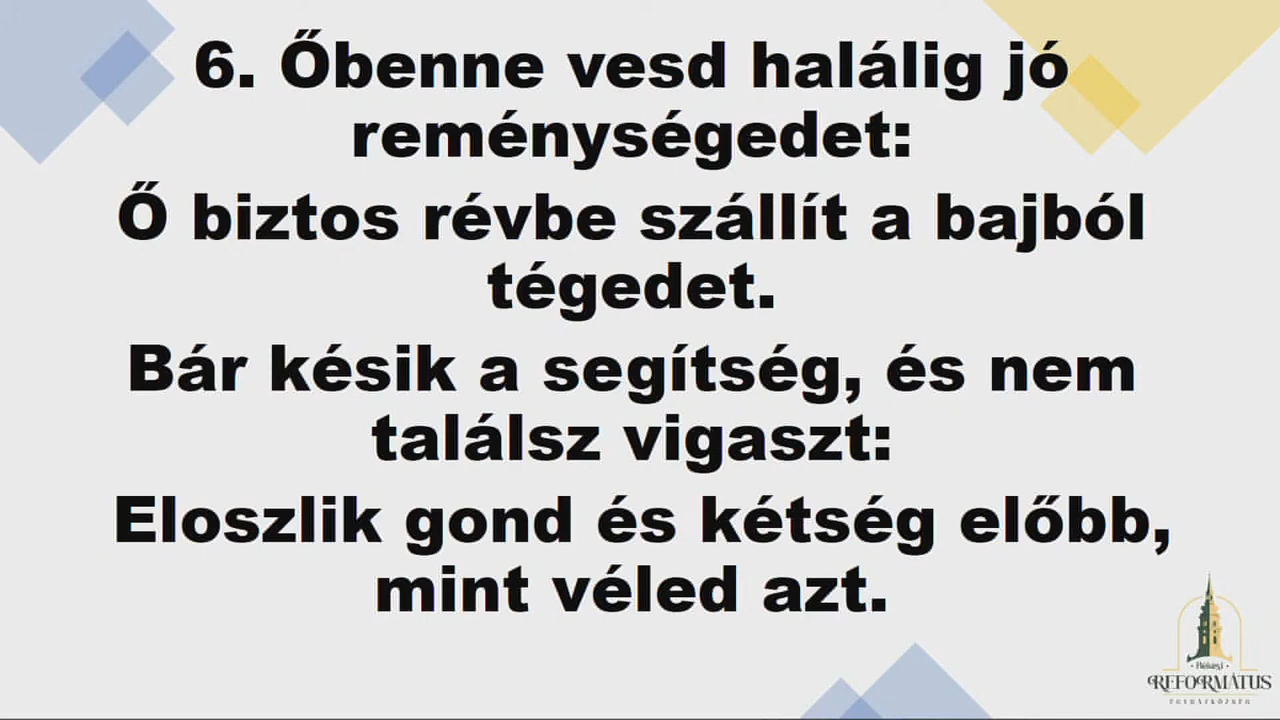 6. Őbenne vesd halálig jó
reménységedet:
Ő biztos révbe szállít a bajból
tégedet.
Bár késik a segítség, és nem
találsz vigaszt:
Eloszlik gond és kétség előbb,
mint véled azt.
REFORMÁTUS
EGYHÁZKÖZSÉG